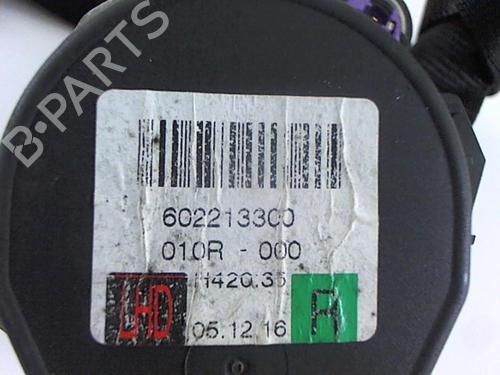 B-PARTS
602213300
010R - 000
H420:35
LHD
05.12.16
R